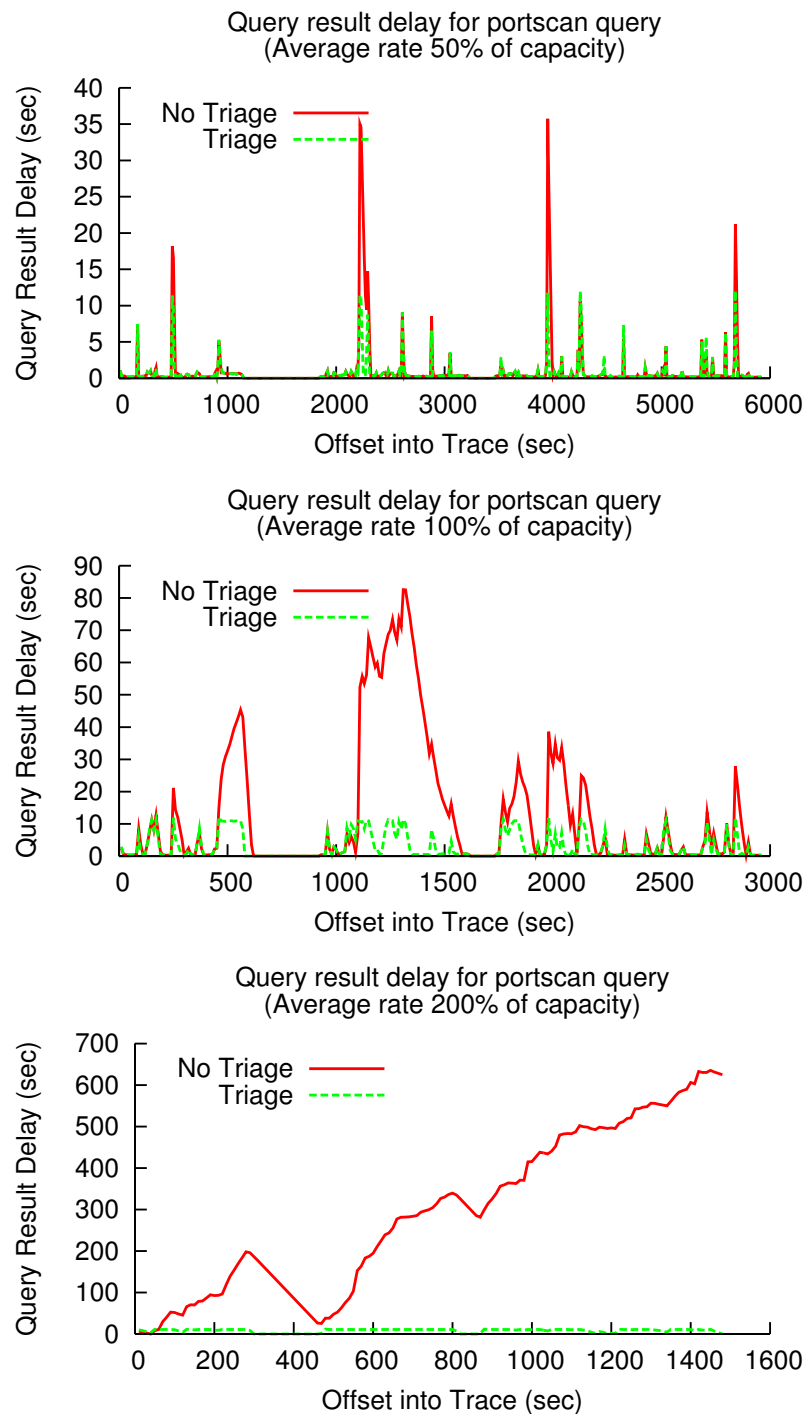 Query result delay for portscan query
(Average rate 50% of capacity)
Query Result Delay (sec)
40
35
30
25
20
15
10
5
0
No Triage
Triage
0 1000 2000 3000 4000 5000 6000
Offset into Trace (sec)
Query result delay for portscan query
(Average rate 100% of capacity)
Query Result Delay (sec)
90
80
70
60
50
40
30
20
10
0
No Triage
Triage
0 500 1000 1500 2000 2500 3000
Offset into Trace (sec)
Query result delay for portscan query
(Average rate 200% of capacity)
Query Result Delay (sec)
700
600
500
400
300
200
100
0
No Triage
Triage
0 200 400 600 800 1000 1200 1400 1600
Offset into Trace (sec)